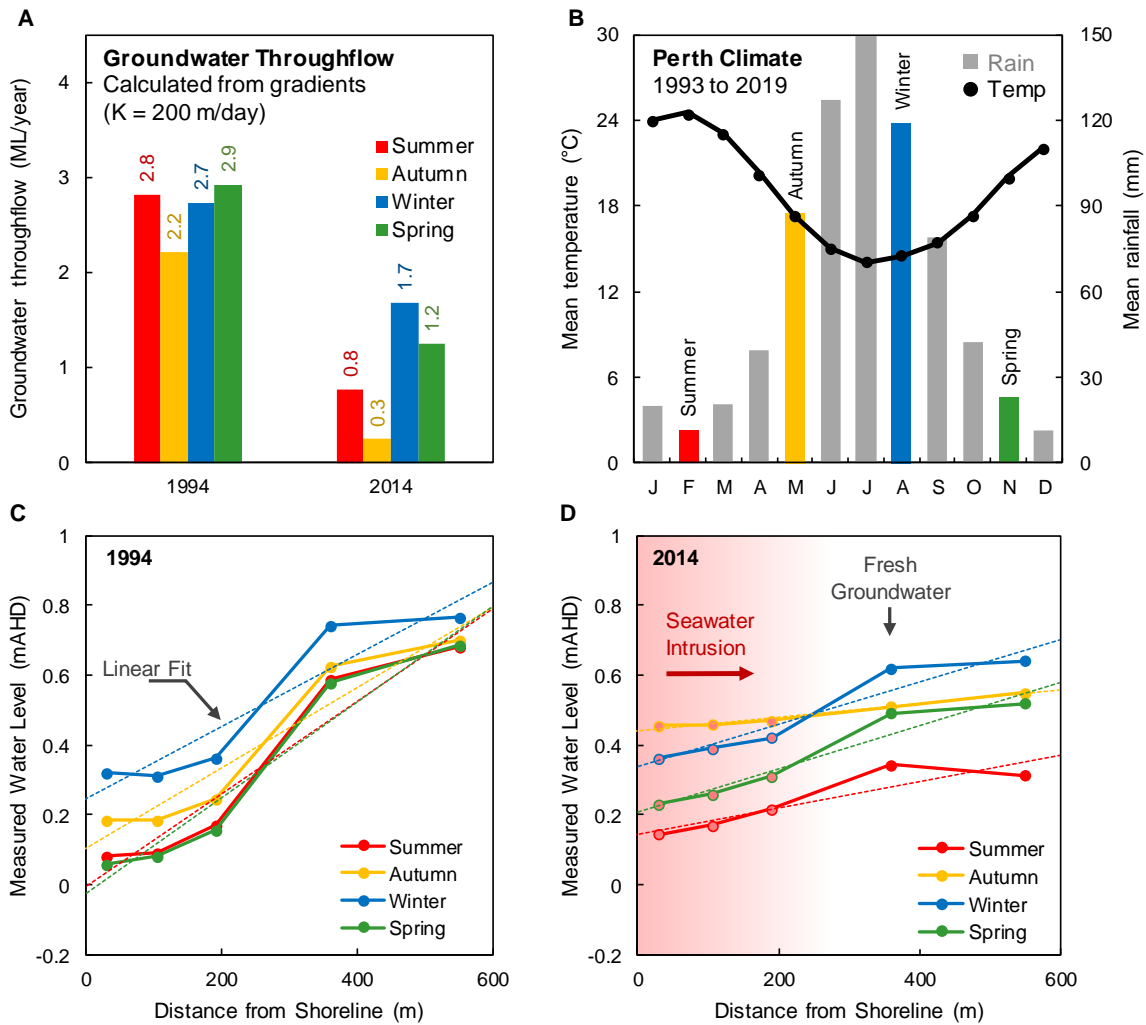 A
Groundwater Throughflow
Calculated from gradients
(K = 200 m/day)
Summer
Autumn
Winter
Spring
Groundwater throughflow (ML/year)
4
3
2
1
0
2.8
2.2
2.7
2.9
0.8
0.3
1.7
1.2
1994
2014
B
Perth Climate
1993 to 2019
Rain
Temp
Mean temperature (°C)
30
24
18
12
6
0
Mean rainfall (mm)
150
120
90
60
30
0
Summer
Autumn
Winter
Spring
J F M A M J J A S O N D
C
1994
Linear Fit
Measured Water Level (mAHD)
1
0.8
0.6
0.4
0.2
0
-0.2
Summer
Autumn
Winter
Spring
0 200 400 600
Distance from Shoreline (m)
D
2014
Fresh
Groundwater
Seawater
Intrusion
Measured Water Level (mAHD)
1
0.8
0.6
0.4
0.2
0
-0.2
Summer
Autumn
Winter
Spring
0 200 400 600
Distance from Shoreline (m)